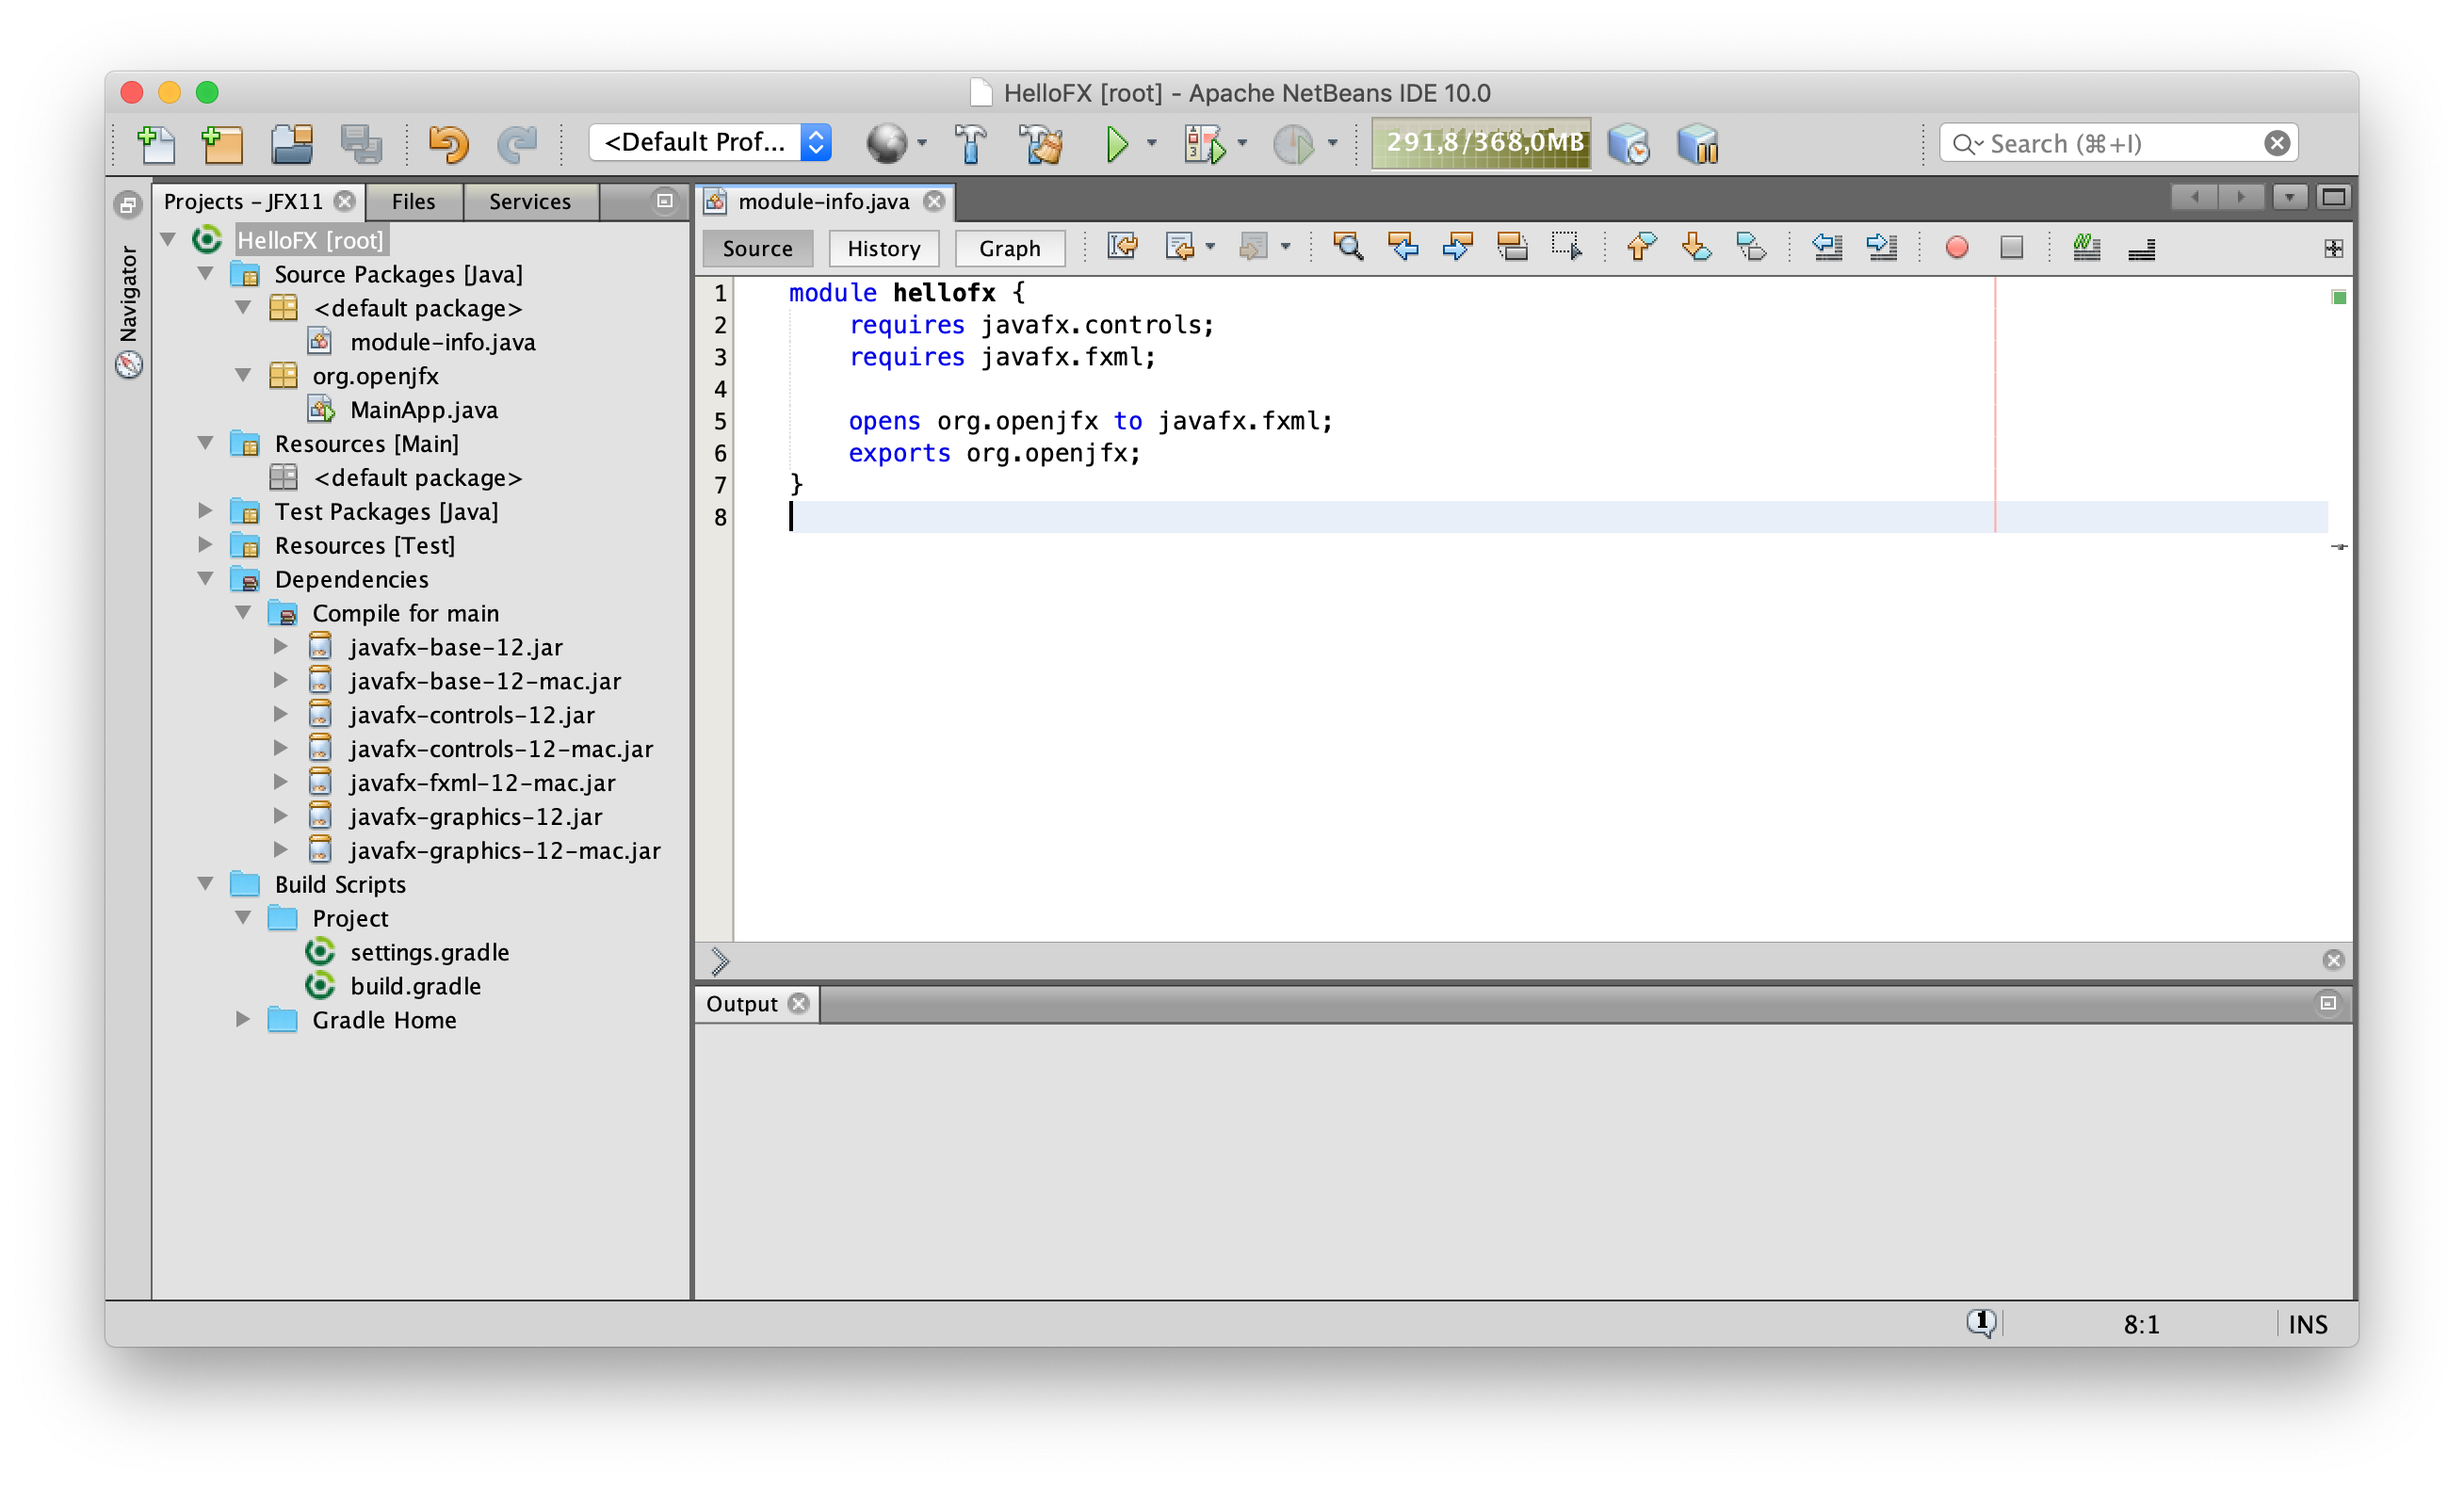 HelloFX [root] - Apache NetBeans IDE 10.0
<Default Prof...
291,8/368,0MB
Search (⌘+I)
Navigator
Projects - JFX11
Files
Services
HelloFX [root]
Source Packages [Java]
<default package>
module-info.java
org.openjfx
MainApp.java
Resources [Main]
<default package>
Test Packages [Java]
Resources [Test]
Dependencies
Compile for main
javafx-base-12.jar
javafx-base-12-mac.jar
javafx-controls-12.jar
javafx-controls-12-mac.jar
javafx-fxml-12-mac.jar
javafx-graphics-12.jar
javafx-graphics-12-mac.jar
Build Scripts
Project
settings.gradle
build.gradle
Gradle Home
module-info.java
Source History Graph
1 module hellofx {
2     requires javafx.controls;
3     requires javafx.fxml;
4
5     opens org.openjfx to javafx.fxml;
6     exports org.openjfx;
7 }
8
Output
1
8:1
INS